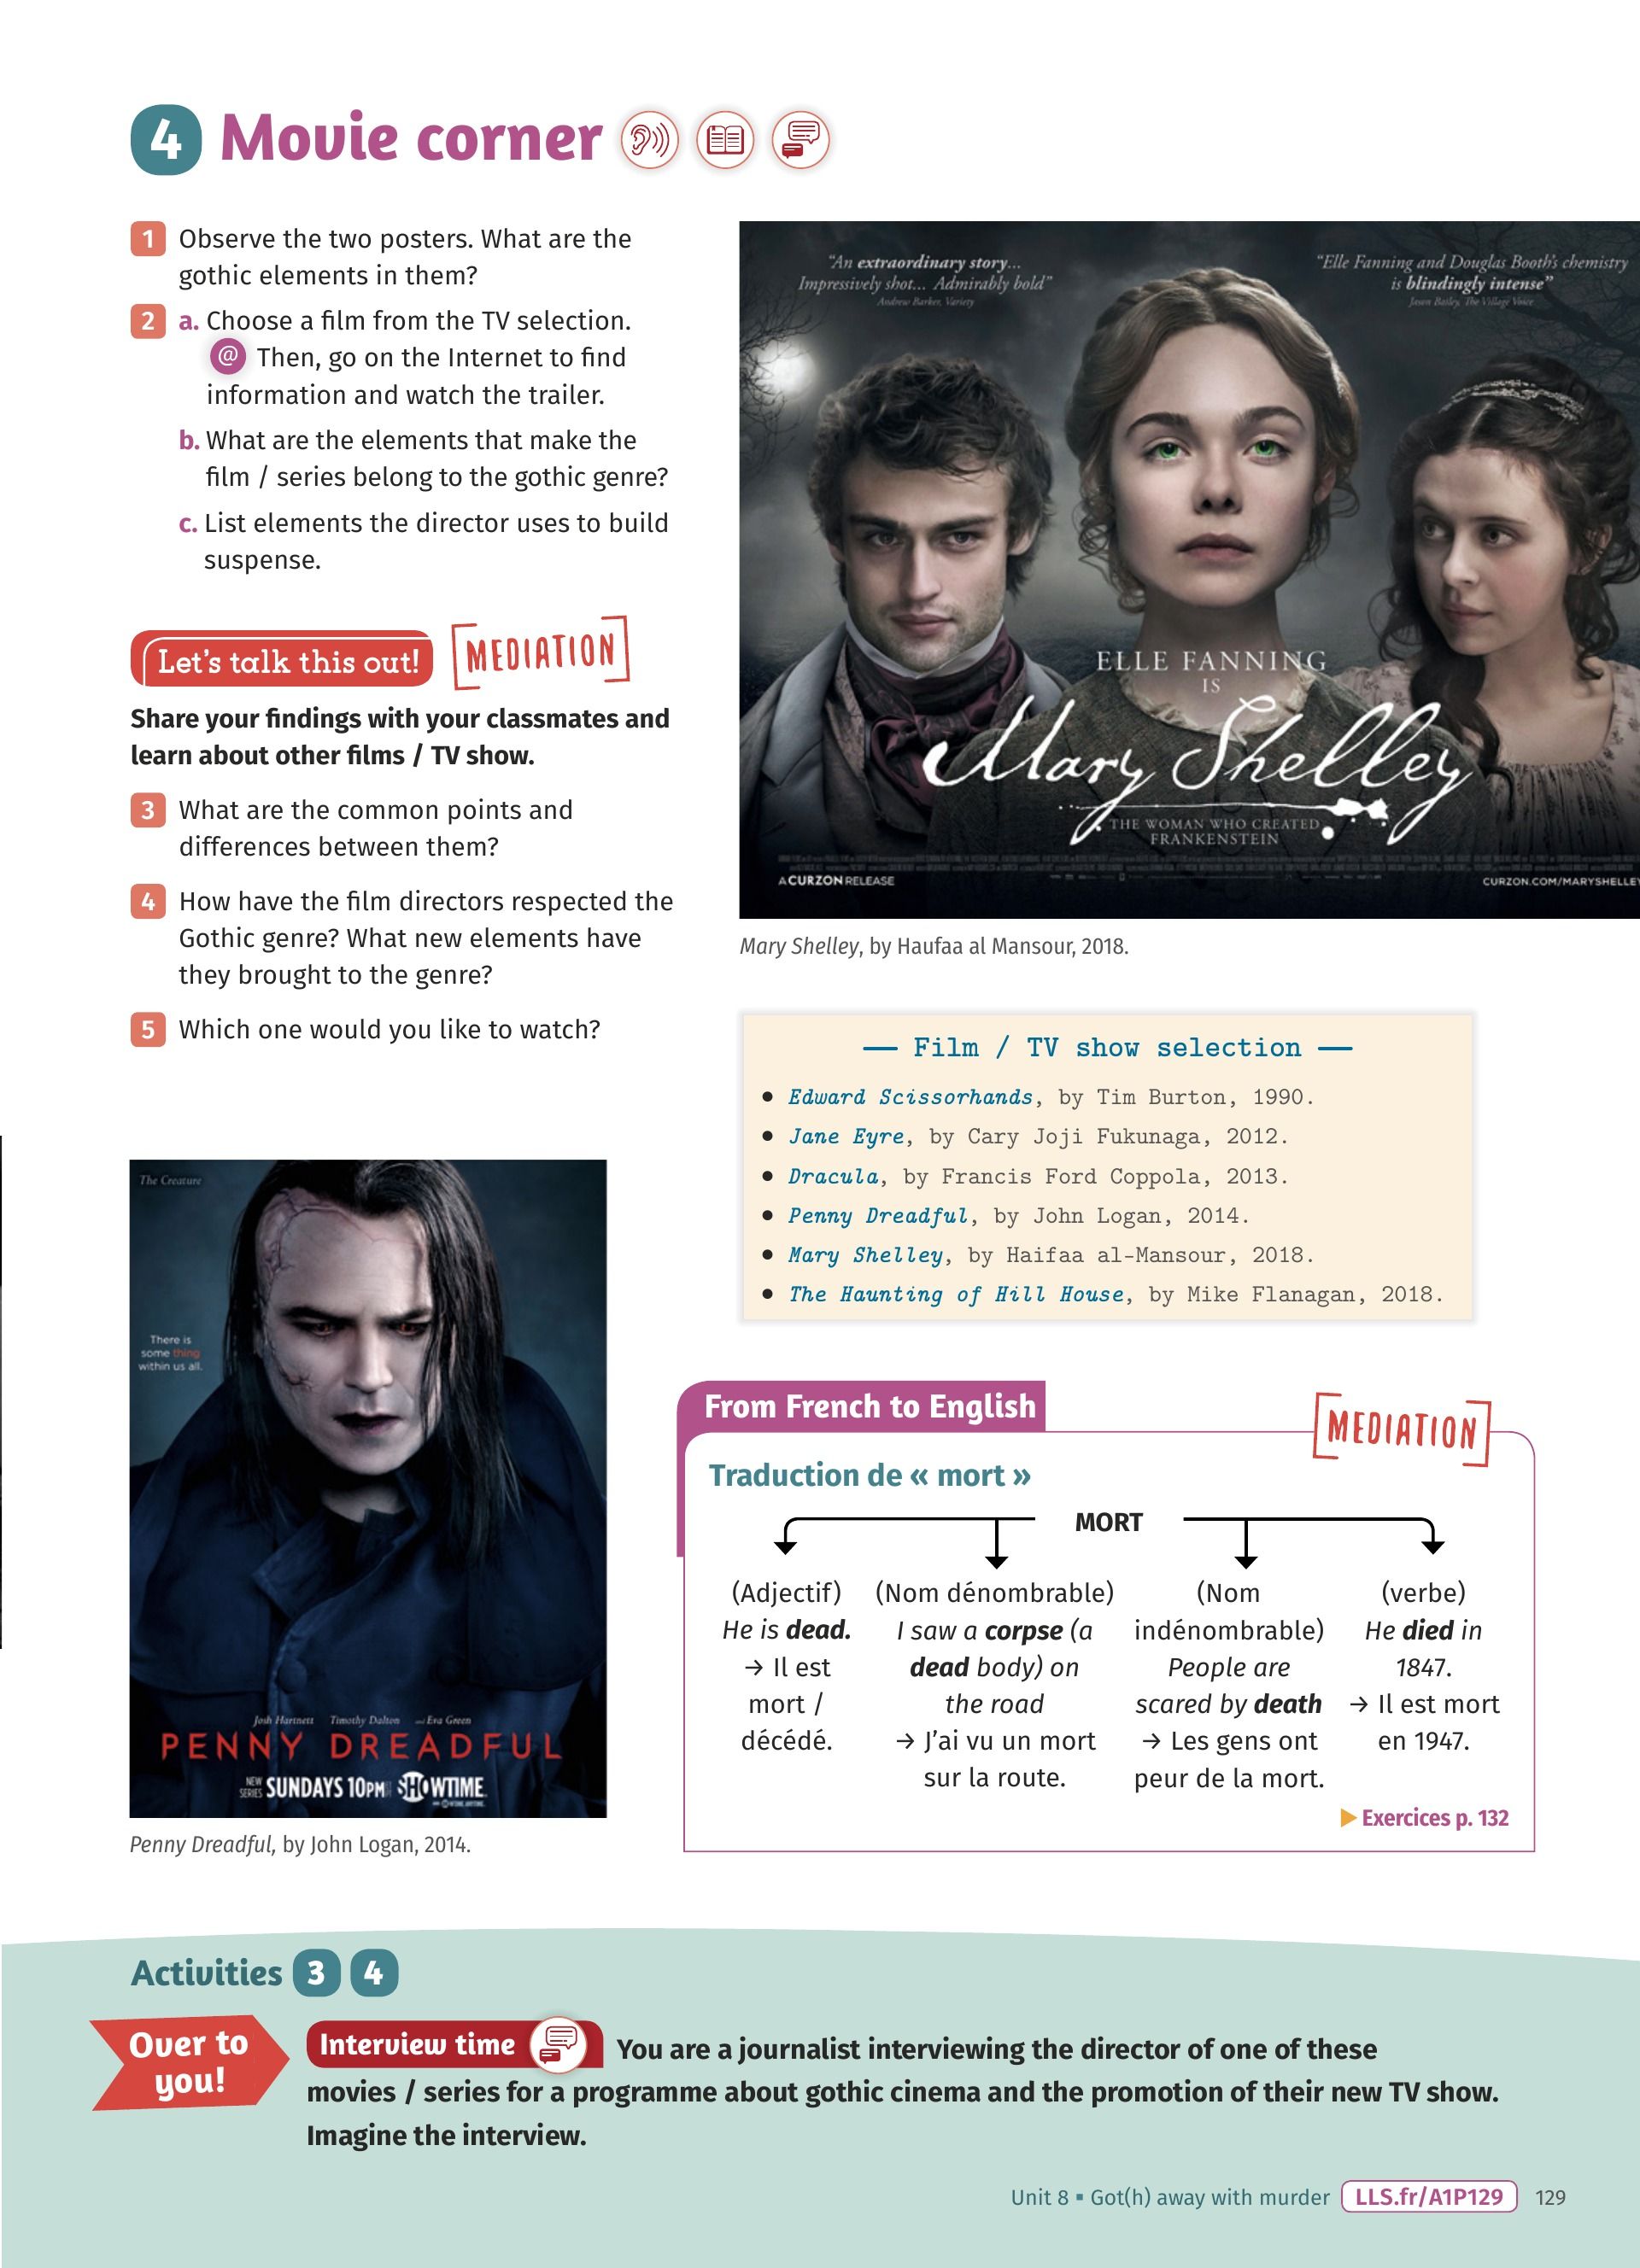 4 Movie corner
1 Observe the two posters. What are the
gothic elements in them?
2 a. Choose a film from the TV selection.
@ Then, go on the Internet to find
information and watch the trailer.
b. What are the elements that make the
film / series belong to the gothic genre?
c. List elements the director uses to build
suspense.
Let's talk this out! MEDIATION
Share your findings with your classmates and
learn about other films / TV show.
3 What are the common points and
differences between them?
4 How have the film directors respected the
Gothic genre? What new elements have
they brought to the genre?
5 Which one would you like to watch?
"An extraordinary story...
Impressively shot... Admirably bold"
Andrew Barker, Variety
"Elle Fanning and Douglas Booth's chemistry
is blindingly intense"
Jason Bailey, The Village Voice
ELLE FANNING
IS
Mary Shelley
THE WOMAN WHO CREATED
FRANKENSTEIN
A CURZON RELEASE
CURZON.COM/MARYSHELLEY
Mary Shelley, by Haufaa al Mansour, 2018.
Film / TV show selection
• Edward Scissorhands, by Tim Burton, 1990.
• Jane Eyre, by Cary Joji Fukunaga, 2012.
• Dracula, by Francis Ford Coppola, 2013.
• Penny Dreadful, by John Logan, 2014.
• Mary Shelley, by Haifaa al-Mansour, 2018.
• The Haunting of Hill House, by Mike Flanagan, 2018.
The Creature
There is
some thing
within us all.
Josh Hartnett Timothy Dalton and Eva Green
PENNY DREADFUL
NEW
SERIES SUNDAYS 10PM SHOWTIME
Penny Dreadful, by John Logan, 2014.
From French to English
MEDIATION
Traduction de « mort »
MORT
(Adjectif)
He is dead.
→ Il est
mort /
décédé.
(Nom dénombrable)
I saw a corpse (a
dead body) on
the road
→ J'ai vu un mort
sur la route.
(Nom
indénombrable)
People are
scared by death
→ Les gens ont
peur de la mort.
(verbe)
He died in
1847.
→ Il est mort
en 1947.
Exercices p. 132
Activities 3 4
Over to
you!
Interview time You are a journalist interviewing the director of one of these
movies / series for a programme about gothic cinema and the promotion of their new TV show.
Imagine the interview.
Unit 8 ▪ Got(h) away with murder LLS.fr/A1P129 129